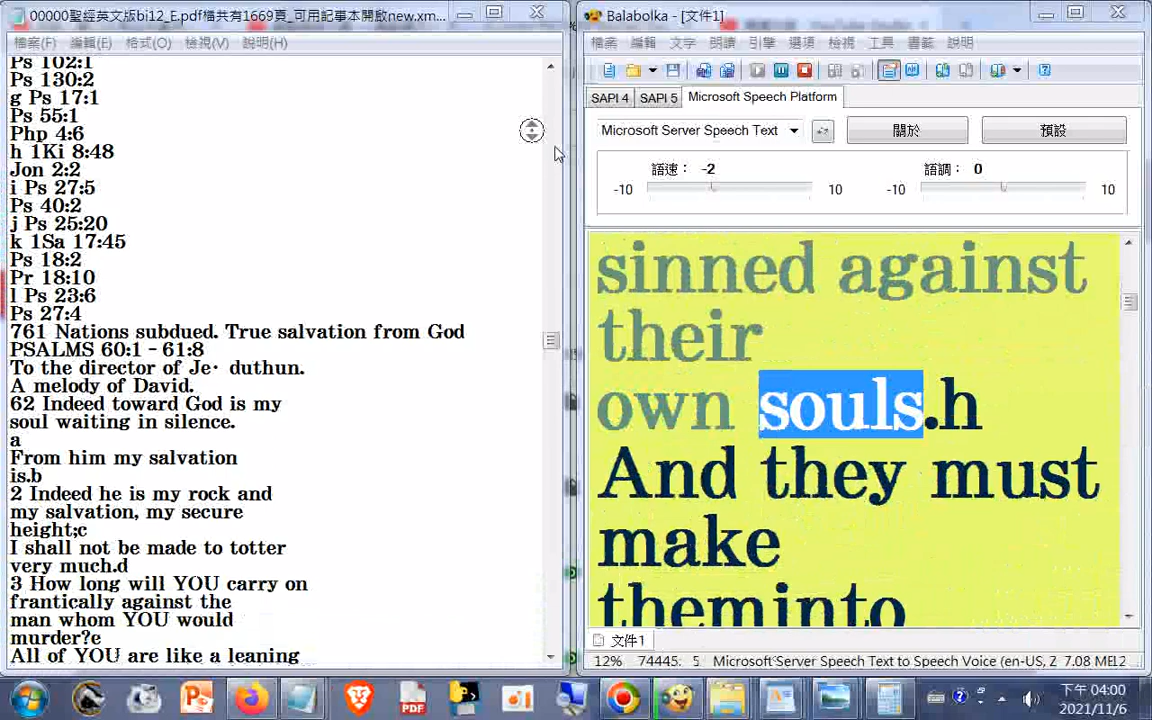 00000聖經英文版bi12_E.pdf檔共有1669頁_可用記事本開啟new.xm...
檔案(F) 編輯(E) 格式(O) 檢視(V) 說明(H)
Ps 102:1
Ps 130:2
g Ps 17:1
Ps 55:1
Php 4:6
h 1Ki 8:48
Jon 2:2
i Ps 27:5
Ps 40:2
j Ps 25:20
k 1Sa 17:45
Ps 18:2
Pr 18:10
l Ps 23:6
Ps 27:4
761 Nations subdued. True salvation from God
PSALMS 60:1 – 61:8
To the director of Je· duthun.
A melody of David.
62 Indeed toward God is my
soul waiting in silence.
a
From him my salvation
is.b
2 Indeed he is my rock and
my salvation, my secure
height;c
I shall not be made to totter
very much.d
3 How long will YOU carry on
frantically against the
man whom YOU would
murder?e
All of YOU are like a leaning
Balabolka - [文件1]
檔案 編輯 文字 朗讀 引擎 選項 檢視 工具 書籤 說明
SAPI 4 SAPI 5 Microsoft Speech Platform
Microsoft Server Speech Text 關於 預設
語速： -2 語調： 0
-10 10 -10 10
sinned against
their
own souls.h
And they must
make
theminto
文件1
12% 74445. 5 Microsoft Server Speech Text to Speech Voice (en-US, Z 7.08 ME12
PDF
下午 04:00
2021/11/6